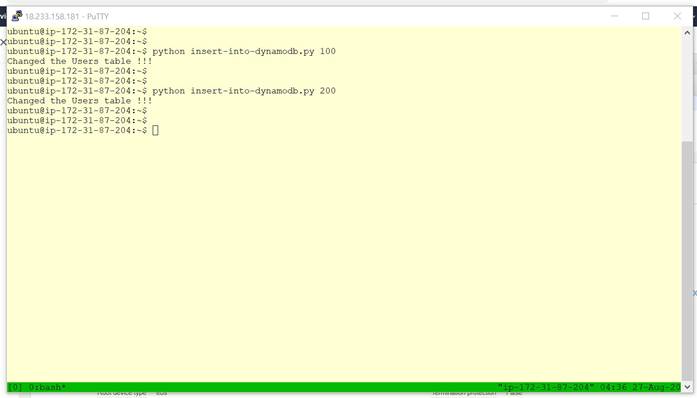 18.233.158.181 - PuTTY
ubuntu@ip-172-31-87-204:~$
ubuntu@ip-172-31-87-204:~$
ubuntu@ip-172-31-87-204:~$ python insert-into-dynamodb.py 100
Changed the Users table !!!
ubuntu@ip-172-31-87-204:~$
ubuntu@ip-172-31-87-204:~$
ubuntu@ip-172-31-87-204:~$ python insert-into-dynamodb.py 200
Changed the Users table !!!
ubuntu@ip-172-31-87-204:~$
ubuntu@ip-172-31-87-204:~$
ubuntu@ip-172-31-87-204:~$
[0] 0:bash* "ip-172-31-87-204" 04:36 27-Aug-20
Root device type EBS Termination protection False